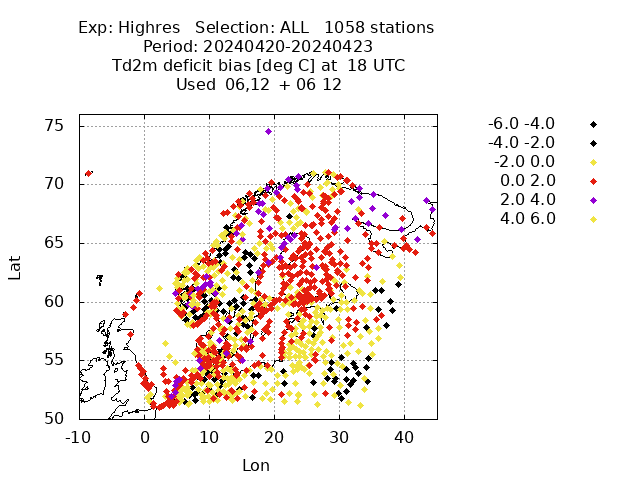 Exp: Highres   Selection: ALL   1058 stations
Period: 20240420-20240423
Td2m deficit bias [deg C] at  18 UTC
Used  06,12  + 06 12
-6.0 -4.0
-4.0 -2.0
-2.0 0.0
0.0 2.0
2.0 4.0
4.0 6.0
75
70
65
60
55
50
Lat
-10 0 10 20 30 40
Lon